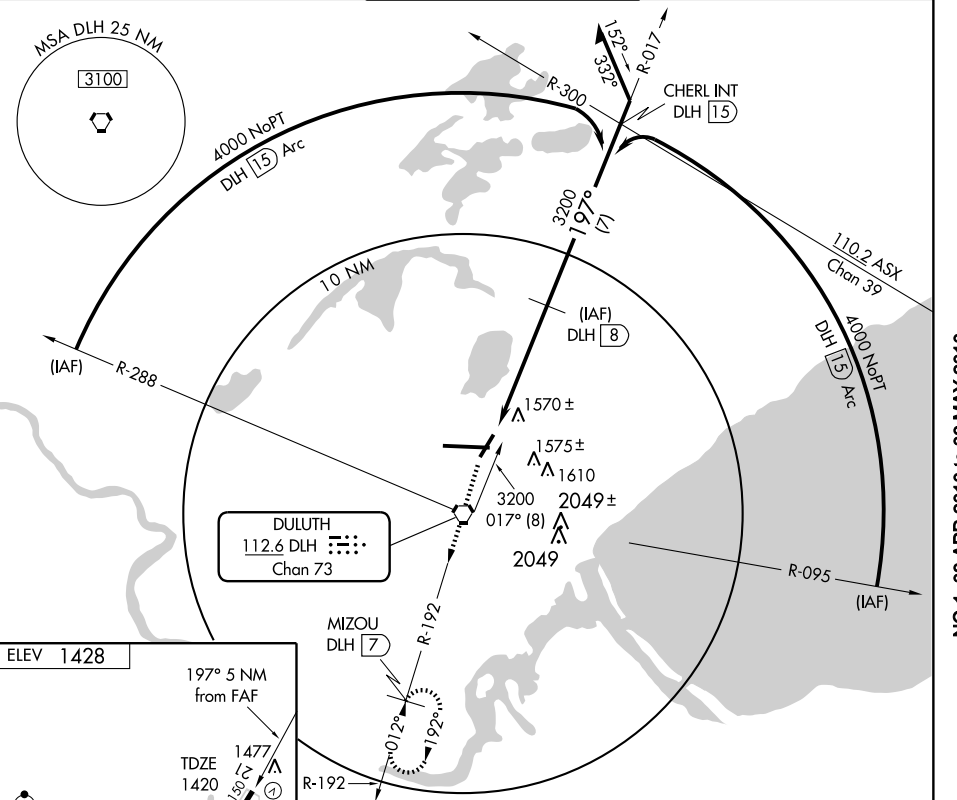 MSA DLH 25 NM
3100
152°
332°
R-017
R-300
CHERL INT
DLH 15
4000 NoPT
DLH 15 Arc
3200
197°
(7)
110.2 ASX
Chan 39
10 NM
(IAF)
DLH 8
4000 NoPT
DLH 15 Arc
(IAF)
R-288
1570 ±
1575 ±
1610
3200
017° (8)
2049 ±
2049
DULUTH
112.6 DLH
Chan 73
R-095
(IAF)
R-192
MIZOU
DLH 7
012°
192°
R-192
ELEV 1428
197° 5 NM
from FAF
1477
TDZE
1420
21
150
V